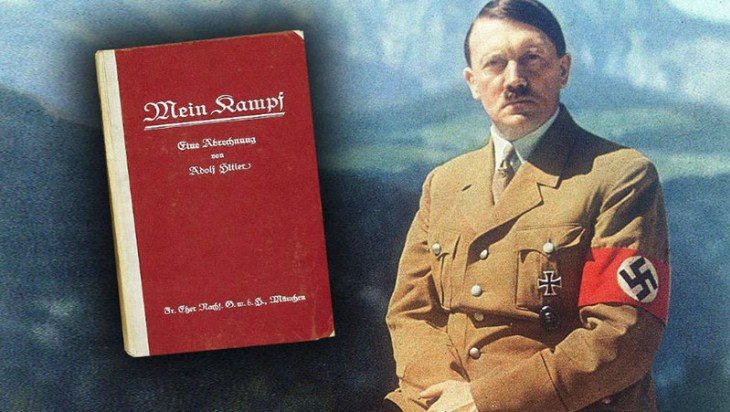 Mein Kampf
Eine Abrechnung
von
Adolf Hitler
Fr. Eher Nachf. G. m. b. H., München